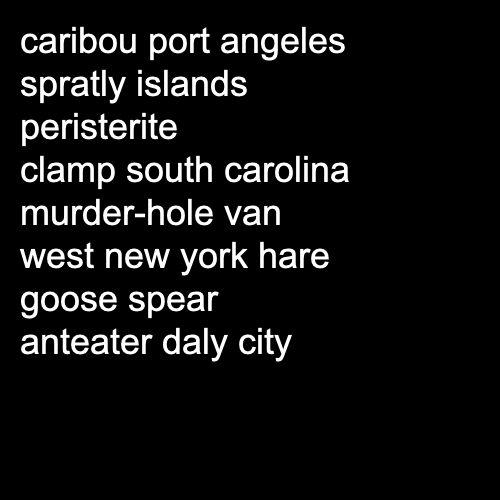 caribou port angeles
spratly islands
peristerite
clamp south carolina
murder-hole van
west new york hare
goose spear
anteater daly city